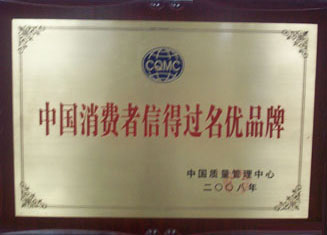 CQMC
中国消费者信得过名优品牌
中国质量管理中心
二〇〇八年